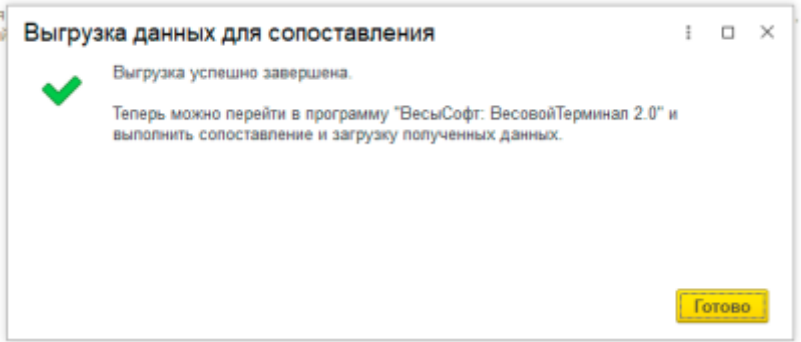 Выгрузка данных для сопоставления
Выгрузка успешно завершена.
Теперь можно перейти в программу "ВесыСофт: ВесовойТерминал 2.0" и
выполнить сопоставление и загрузку полученных данных.
Готово